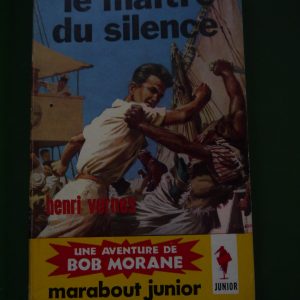 le maître
du silence
henri vernes
UNE AVENTURE DE
BOB MORANE
marabout junior
JUNIOR